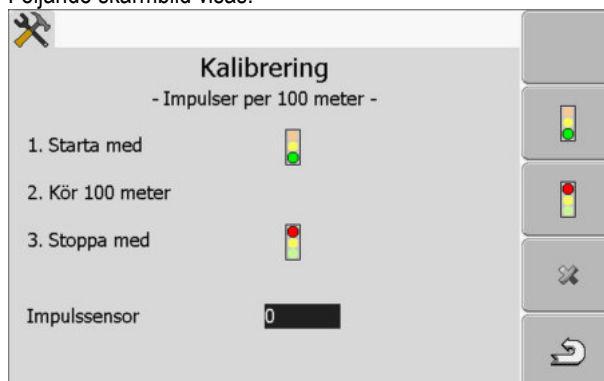 Följande skärmbild visas:
Kalibrering
- Impulser per 100 meter -
1. Starta med
2. Kör 100 meter
3. Stoppa med
Impulssensor 0